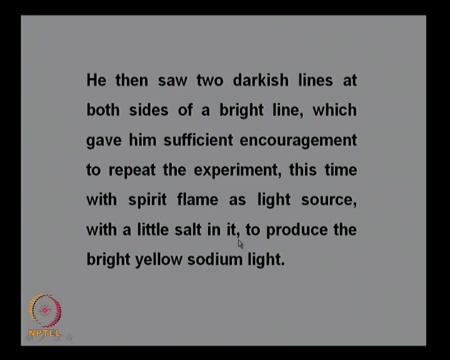 He then saw two darkish lines at
both sides of a bright line, which
gave him sufficient encouragement
to repeat the experiment, this time
with spirit flame as light source,
with a little salt in it, to produce the
bright yellow sodium light.
NPTEL